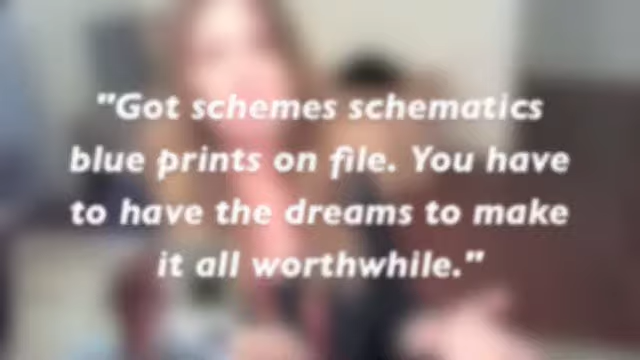 "Got schemes schematics
blue prints on file. You have
to have the dreams to make
it all worthwhile."